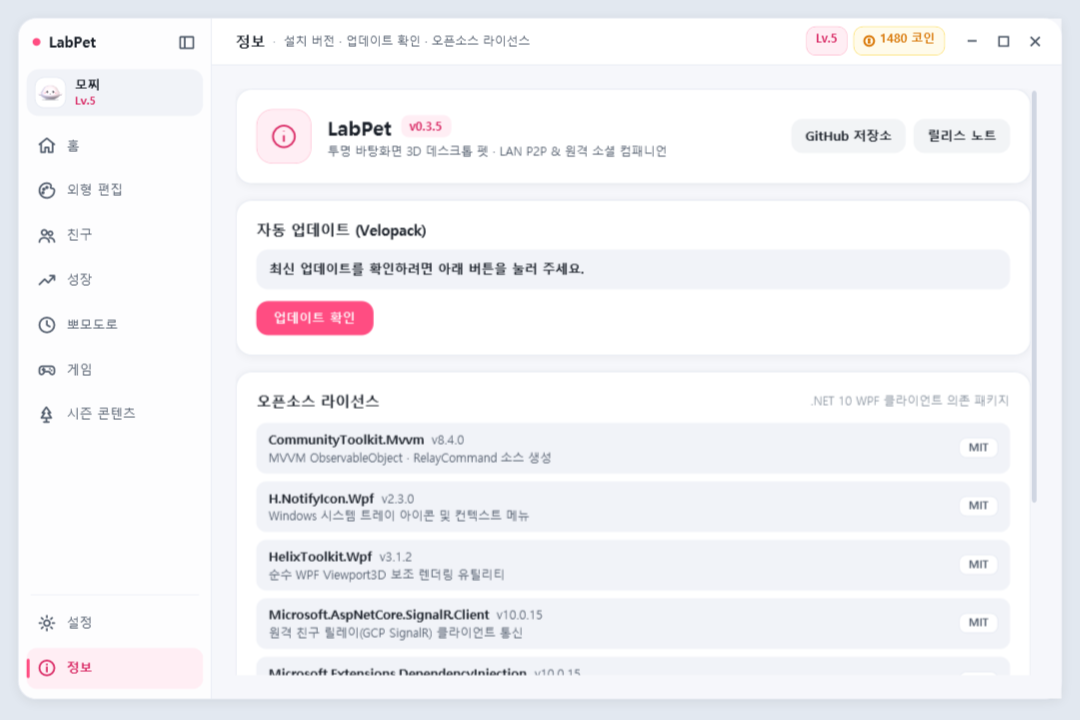 LabPet
모찌
Lv.5
홈
외형 편집
친구
성장
뽀모도로
게임
시즌 콘텐츠
설정
정보
정보 · 설치 버전 · 업데이트 확인 · 오픈소스 라이선스
Lv.5
1480 코인
LabPet v0.3.5
투명 바탕화면 3D 데스크톱 펫 · LAN P2P & 원격 소셜 컴패니언
GitHub 저장소
릴리스 노트
자동 업데이트 (Velopack)
최신 업데이트를 확인하려면 아래 버튼을 눌러 주세요.
업데이트 확인
오픈소스 라이선스
.NET 10 WPF 클라이언트 의존 패키지
CommunityToolkit.Mvvm v8.4.0
MVVM ObservableObject · RelayCommand 소스 생성
MIT
H.NotifyIcon.Wpf v2.3.0
Windows 시스템 트레이 아이콘 및 컨텍스트 메뉴
MIT
HelixToolkit.Wpf v3.1.2
순수 WPF Viewport3D 보조 렌더링 유틸리티
MIT
Microsoft.AspNetCore.SignalR.Client v10.0.15
원격 친구 릴레이(GCP SignalR) 클라이언트 통신
MIT
Microsoft.Extensions.DependencyInjection v10.0.15